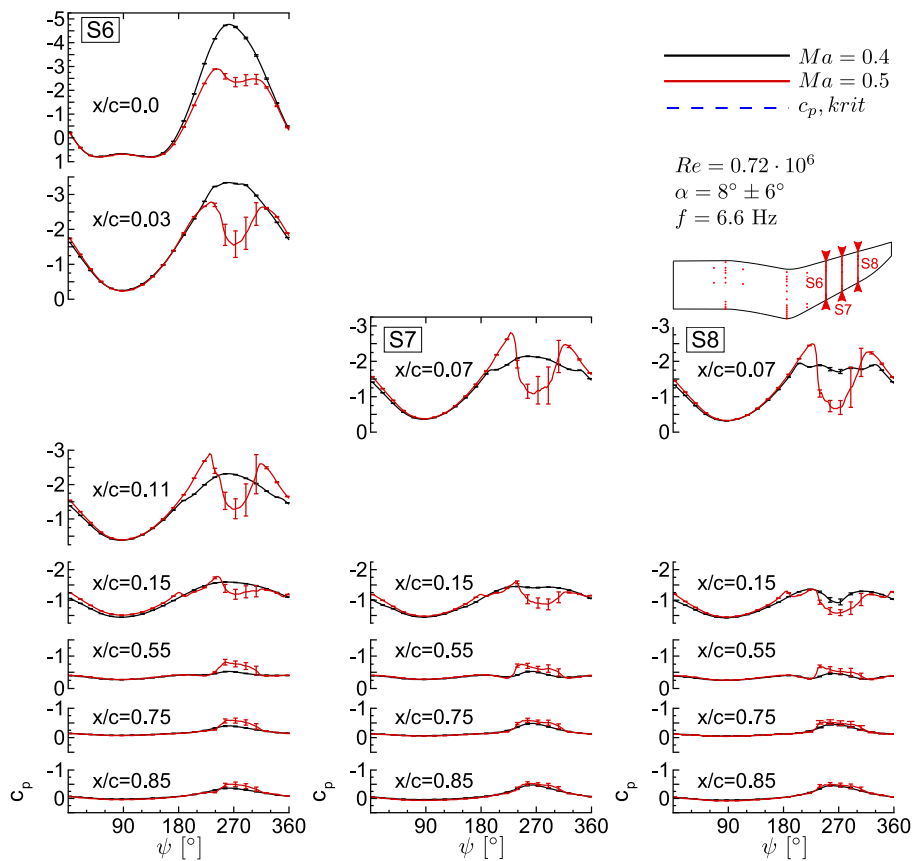 S6
-5
-4
-3
-2
-1
0
1
x/c=0.0
Ma = 0.4
Ma = 0.5
c_p, krit
Re = 0.72 · 10^6
α = 8° ± 6°
f = 6.6 Hz
-3
-2
-1
0
x/c=0.03
S6
S7
S8
S7
-3
-2
-1
0
x/c=0.07
S8
-3
-2
-1
0
x/c=0.07
-3
-2
-1
x/c=0.11
-2
-1
x/c=0.15
-2
-1
x/c=0.15
-2
-1
x/c=0.15
-1
0
x/c=0.55
-1
0
x/c=0.55
-1
0
x/c=0.55
-1
0
x/c=0.75
-1
0
x/c=0.75
-1
0
x/c=0.75
-1
0
x/c=0.85
-1
0
x/c=0.85
-1
0
x/c=0.85
c_p
c_p
c_p
90 180 270 360
90 180 270 360
90 180 270 360
ψ [°]
ψ [°]
ψ [°]